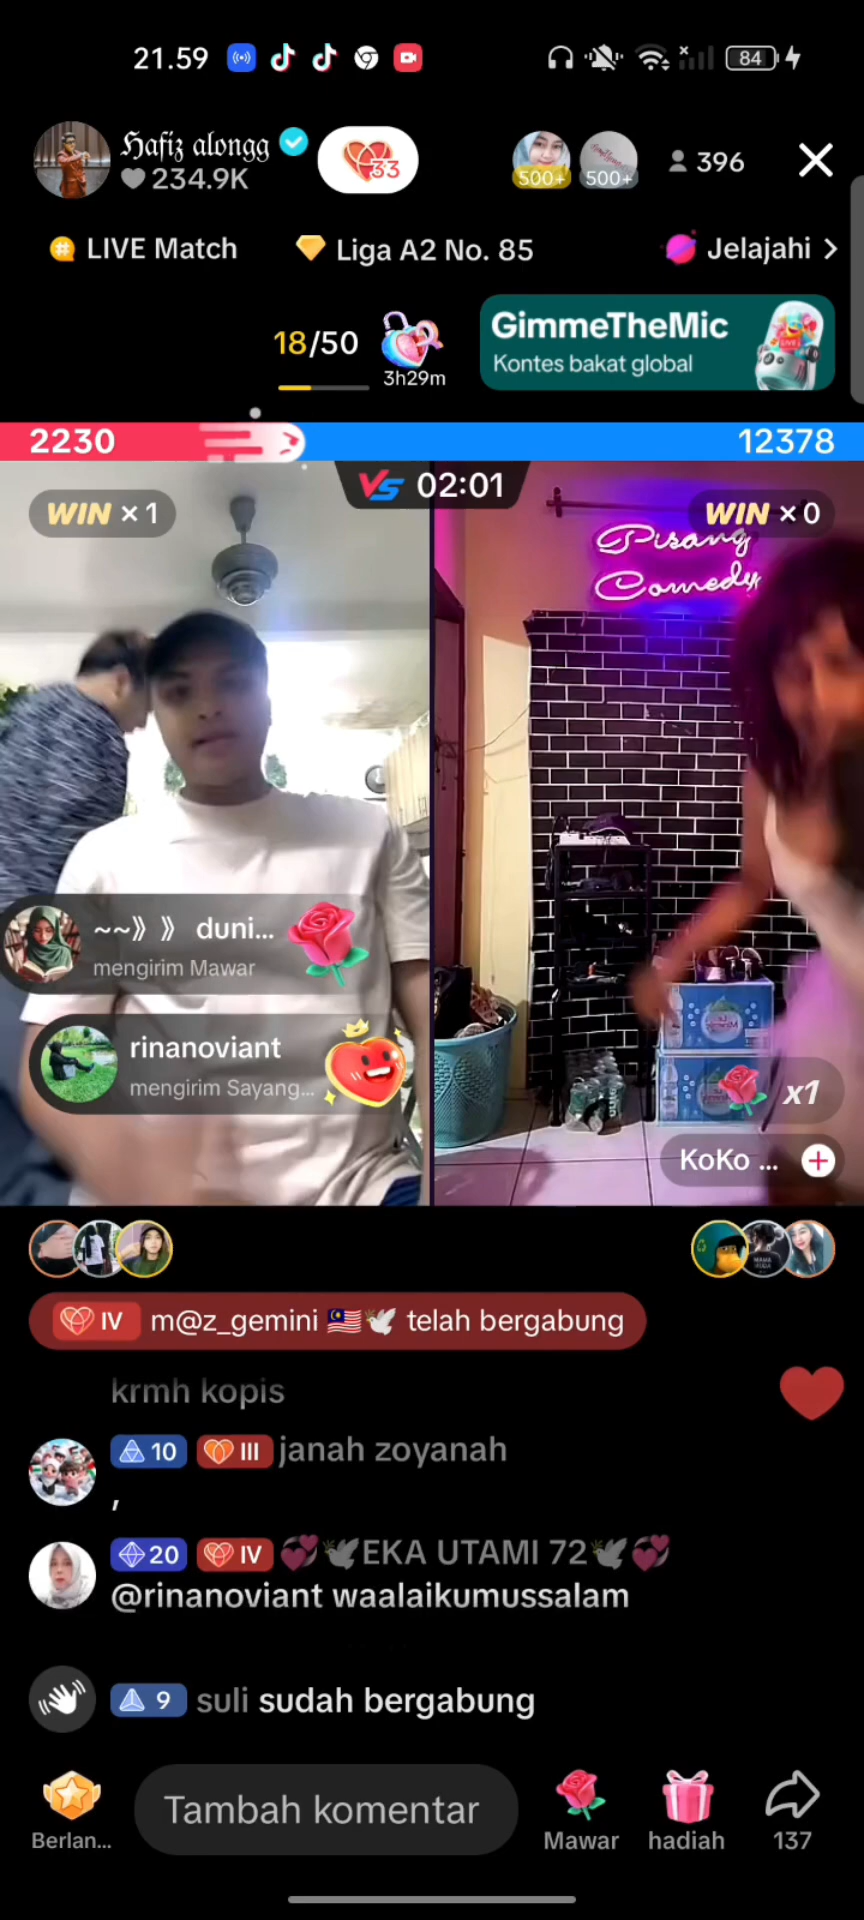 21.59
84
Hafiz alongg
234.9K
33
500+
500+
396
LIVE Match
Liga A2 No. 85
Jelajahi
18/50
3h29m
GimmeTheMic
Kontes bakat global
2230
12378
WIN × 1
VS 02:01
WIN × 0
Pisang
Comedy
~~》 》 duni...
mengirim Mawar
rinanoviant
mengirim Sayang...
x1
KoKo ...
IV m@z_gemini 🇲🇾🕊 telah bergabung
krmh kopis
10 III janah zoyanah
,
20 IV 💞🕊EKA UTAMI 72🕊💞
@rinanoviant waalaikumussalam
9 suli sudah bergabung
Berlan...
Tambah komentar
Mawar
hadiah
137